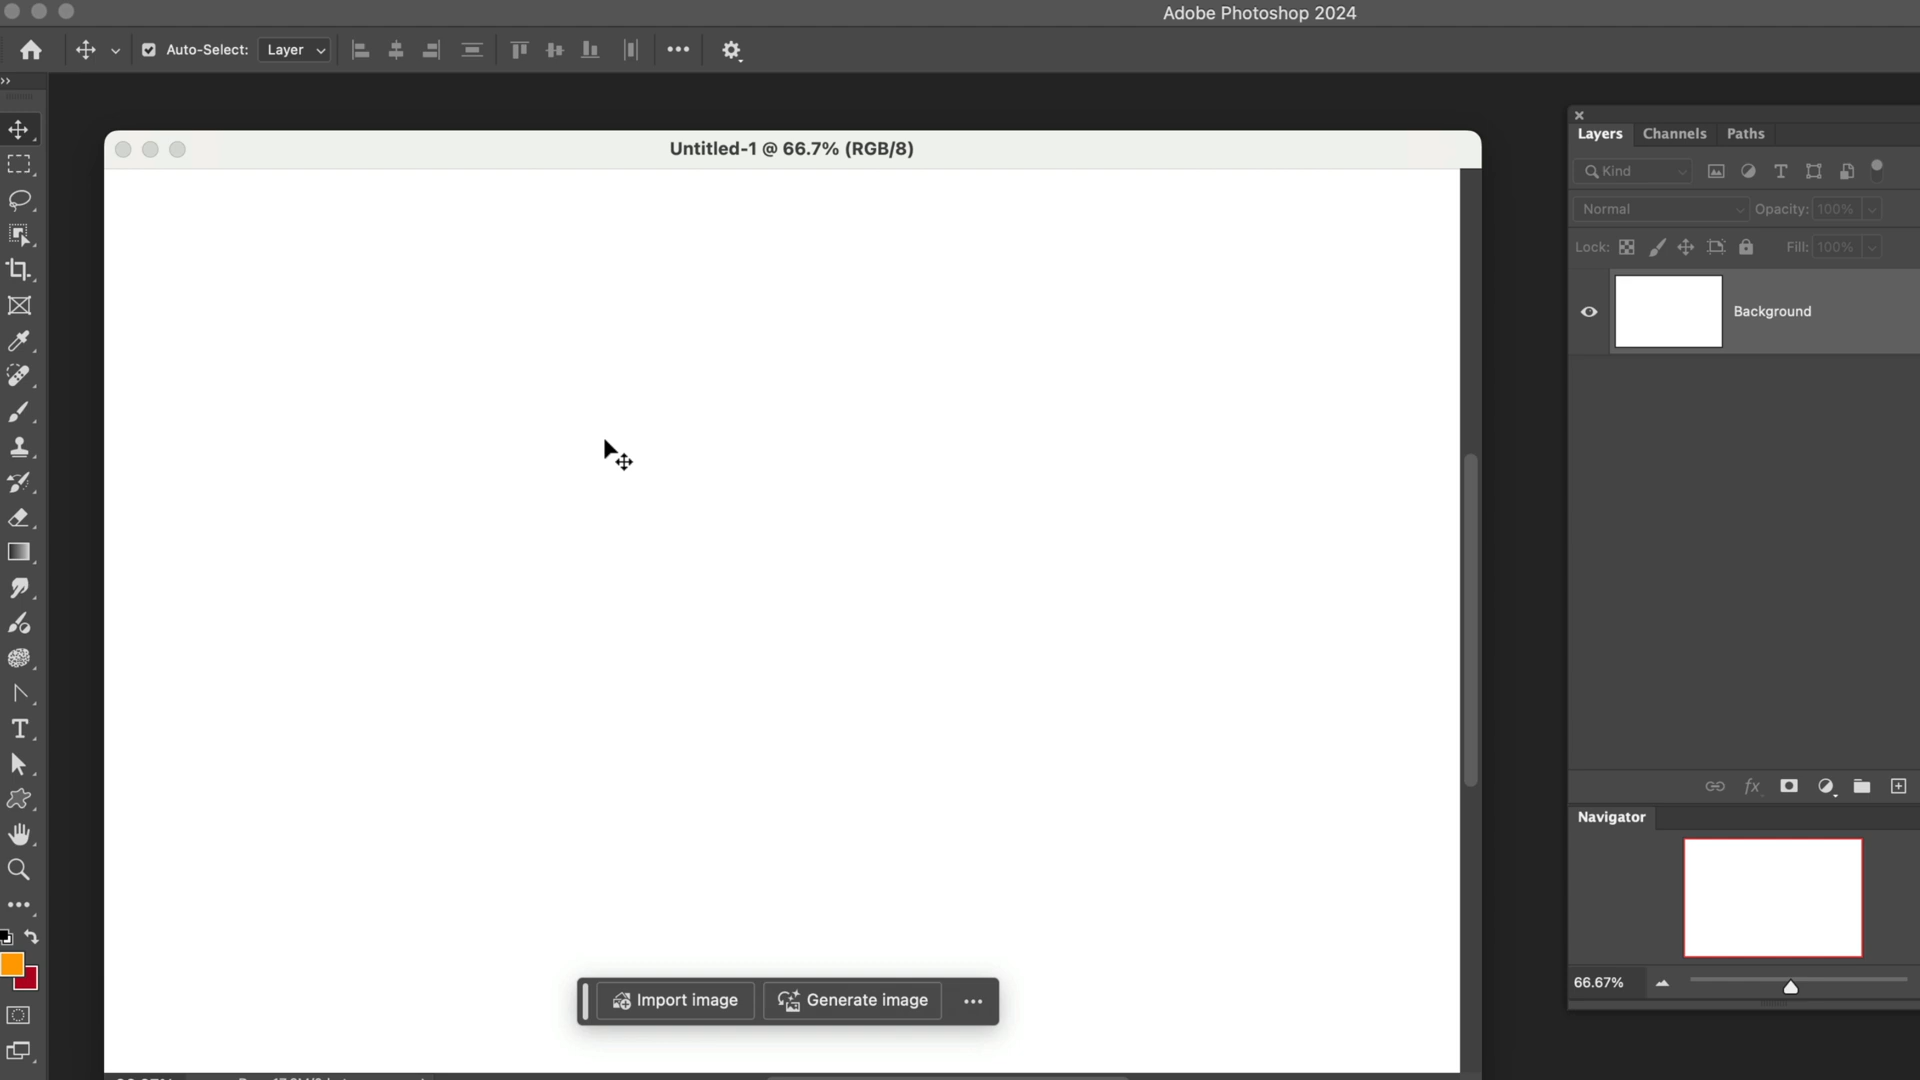 Adobe Photoshop 2024
Auto-Select: Layer
Untitled-1 @ 66.7% (RGB/8)
Layers Channels Paths
Kind
Normal Opacity: 100%
Lock: Fill: 100%
Background
fx
Navigator
66.67%
Import image Generate image